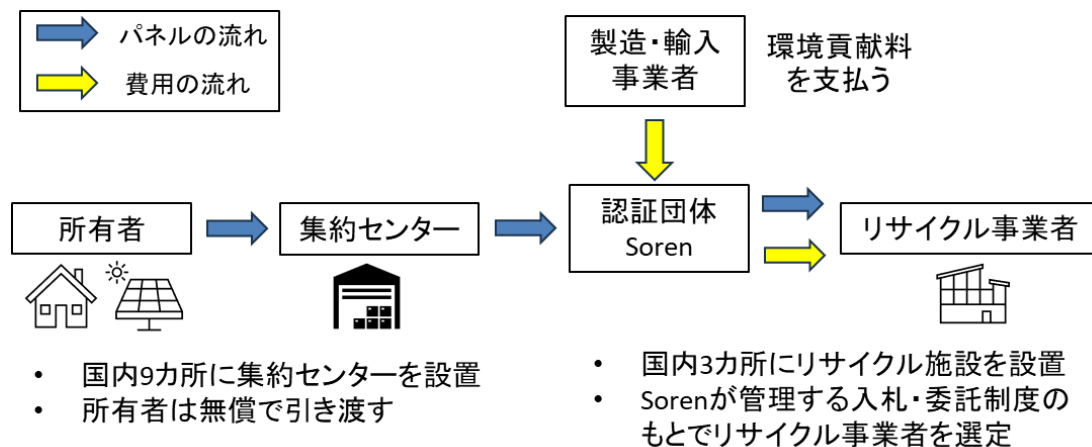 パネルの流れ
費用の流れ
製造・輸入
事業者
環境貢献料
を支払う
所有者
集約センター
認証団体
Soren
リサイクル事業者
• 国内9カ所に集約センターを設置
• 所有者は無償で引き渡す
• 国内3カ所にリサイクル施設を設置
• Sorenが管理する入札・委託制度の
もとでリサイクル事業者を選定